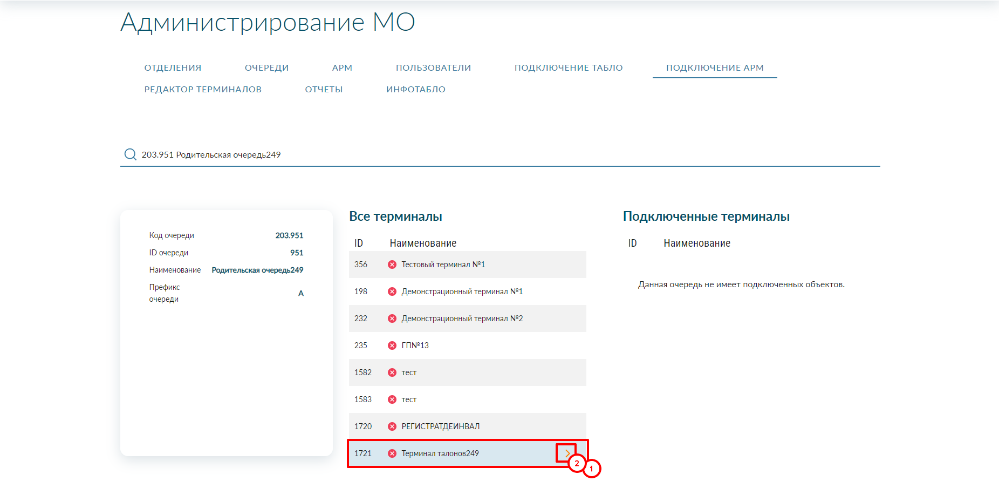 Администрирование МО
ОТДЕЛЕНИЯ ОЧЕРЕДИ АРМ ПОЛЬЗОВАТЕЛИ ПОДКЛЮЧЕНИЕ ТАБЛО ПОДКЛЮЧЕНИЕ АРМ
РЕДАКТОР ТЕРМИНАЛОВ ОТЧЕТЫ ИНФОТАБЛО
203.951 Родительская очередь249
Код очереди 203.951
ID очереди 951
Наименование Родительская очередь249
Префикс
очереди A
Все терминалы
ID Наименование
356 Тестовый терминал №1
198 Демонстрационный терминал №1
232 Демонстрационный терминал №2
235 ГП№13
1582 тест
1583 тест
1720 РЕГИСТРАТДЕИНВАЛ
1721 Терминал талонов249
2
1
Подключенные терминалы
ID Наименование
Данная очередь не имеет подключенных объектов.